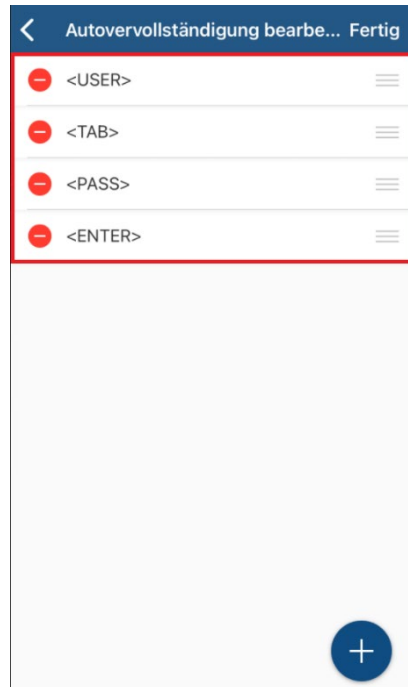 Autovervollständigung bearbe... Fertig
<USER>
<TAB>
<PASS>
<ENTER>